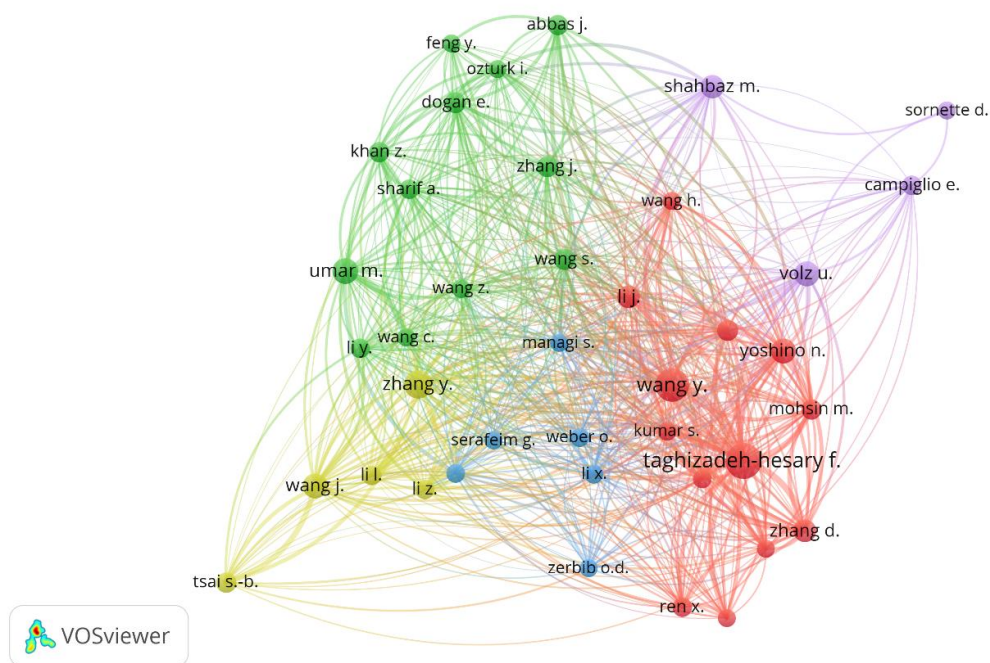 abbas j.
feng y.
ozturk i.
shahbaz m.
dogan e.
sornette d.
khan z.
zhang j.
sharif a.
campiglio e.
wang h.
umar m.
wang s.
volz u.
wang z.
li j.
wang c.
li y.
managi s.
yoshino n.
zhang y.
wang y.
mohsin m.
serafeim g.
weber o.
kumar s.
taghizadeh-hesary f.
wang j.
li l.
li z.
li x.
zhang d.
zerbib o.d.
tsai s.-b.
ren x.
VOSviewer